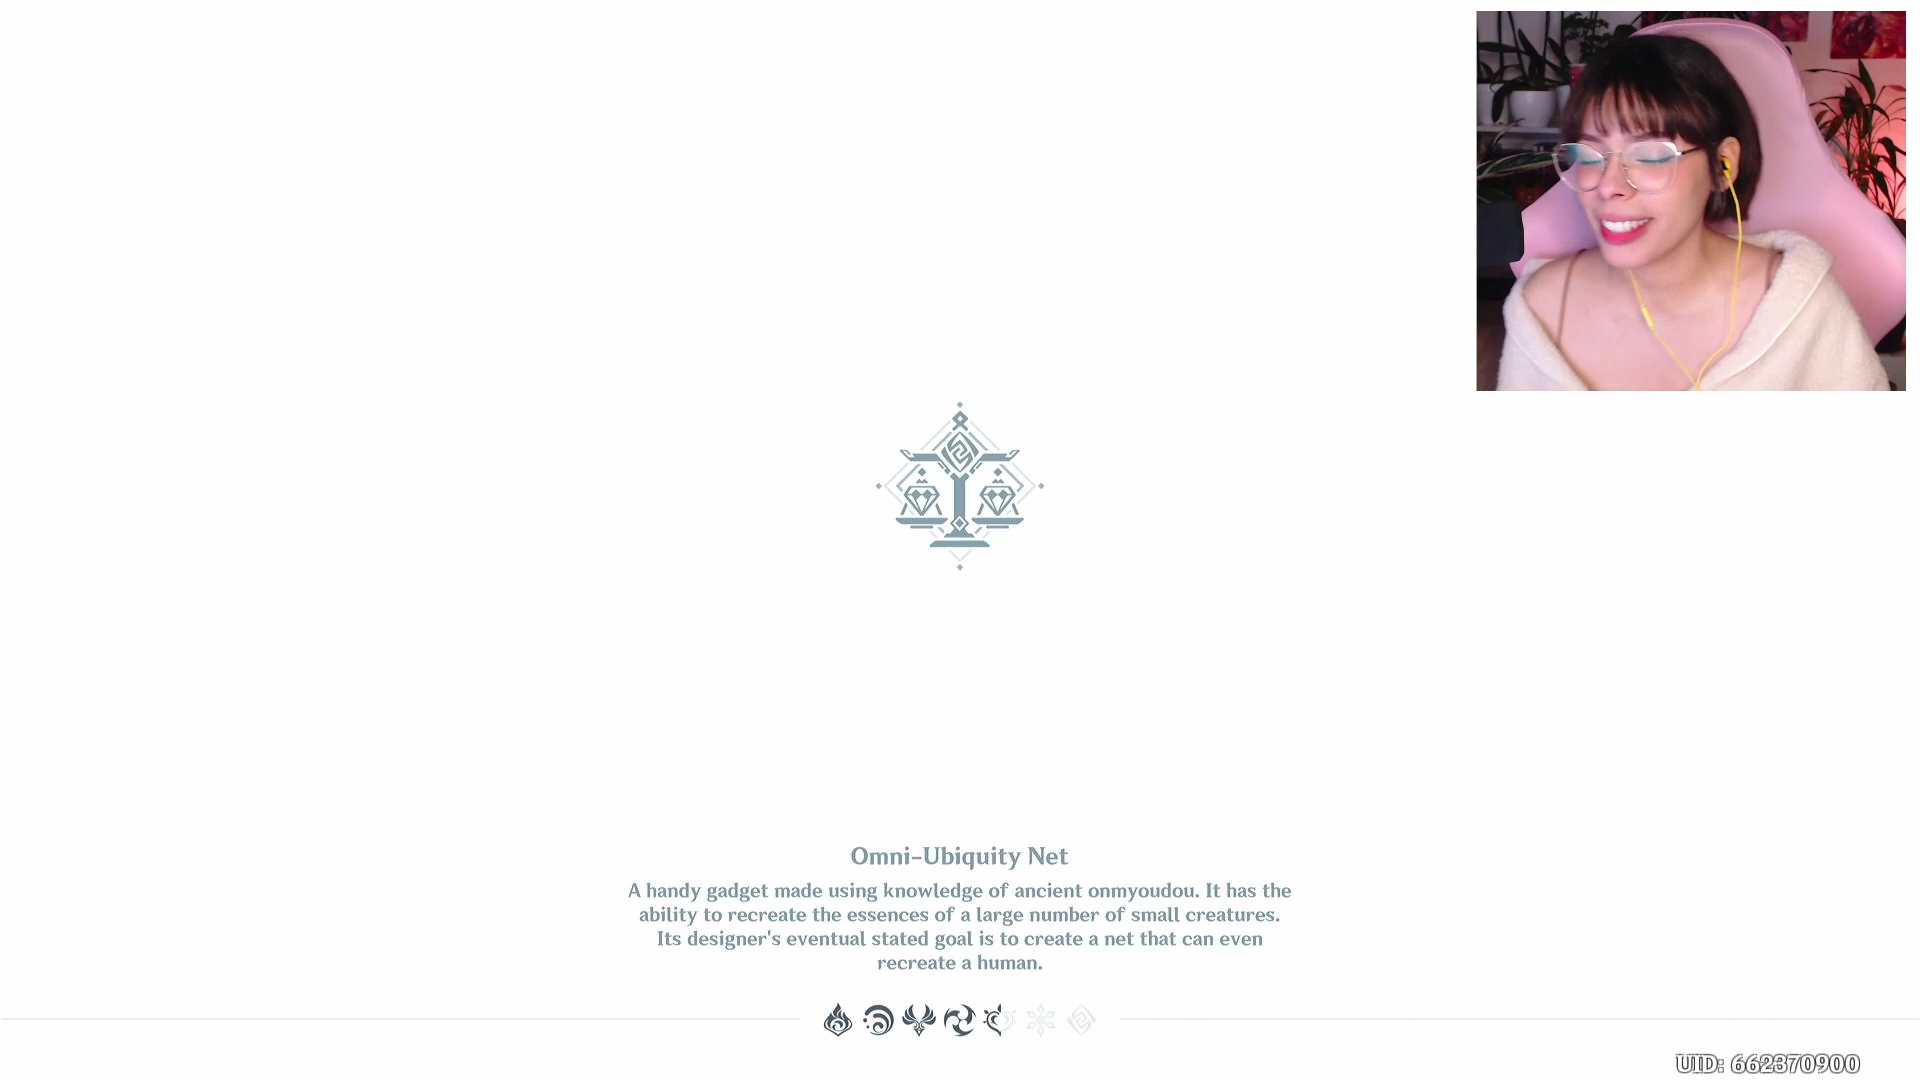 Omni-Ubiquity Net
A handy gadget made using knowledge of ancient onmyoudou. It has the
ability to recreate the essences of a large number of small creatures.
Its designer's eventual stated goal is to create a net that can even
recreate a human.
UID: 662370900